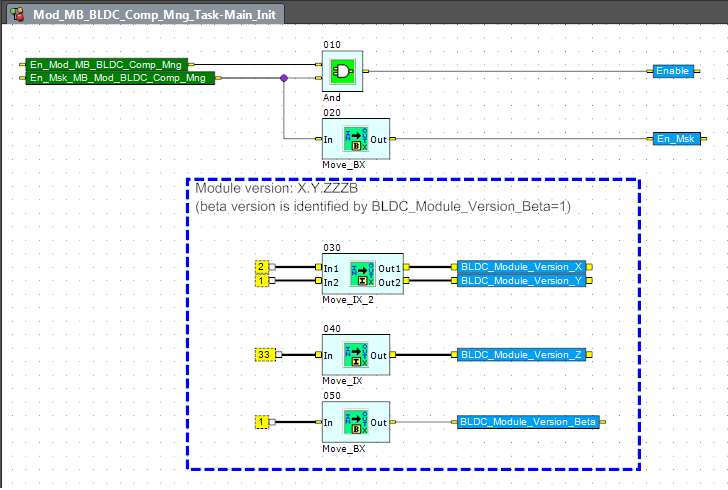 Mod_MB_BLDC_Comp_Mng_Task-Main_Init
010
En_Mod_MB_BLDC_Comp_Mng
En_Msk_MB_Mod_BLDC_Comp_Mng
Enable
And
020
In Out
En_Msk
Move_BX
Module version: X.Y.ZZZB
(beta version is identified by BLDC_Module_Version_Beta=1)
030
2 In1 Out1 BLDC_Module_Version_X
1 In2 Out2 BLDC_Module_Version_Y
Move_IX_2
040
33 In Out BLDC_Module_Version_Z
Move_IX
050
1 In Out BLDC_Module_Version_Beta
Move_BX